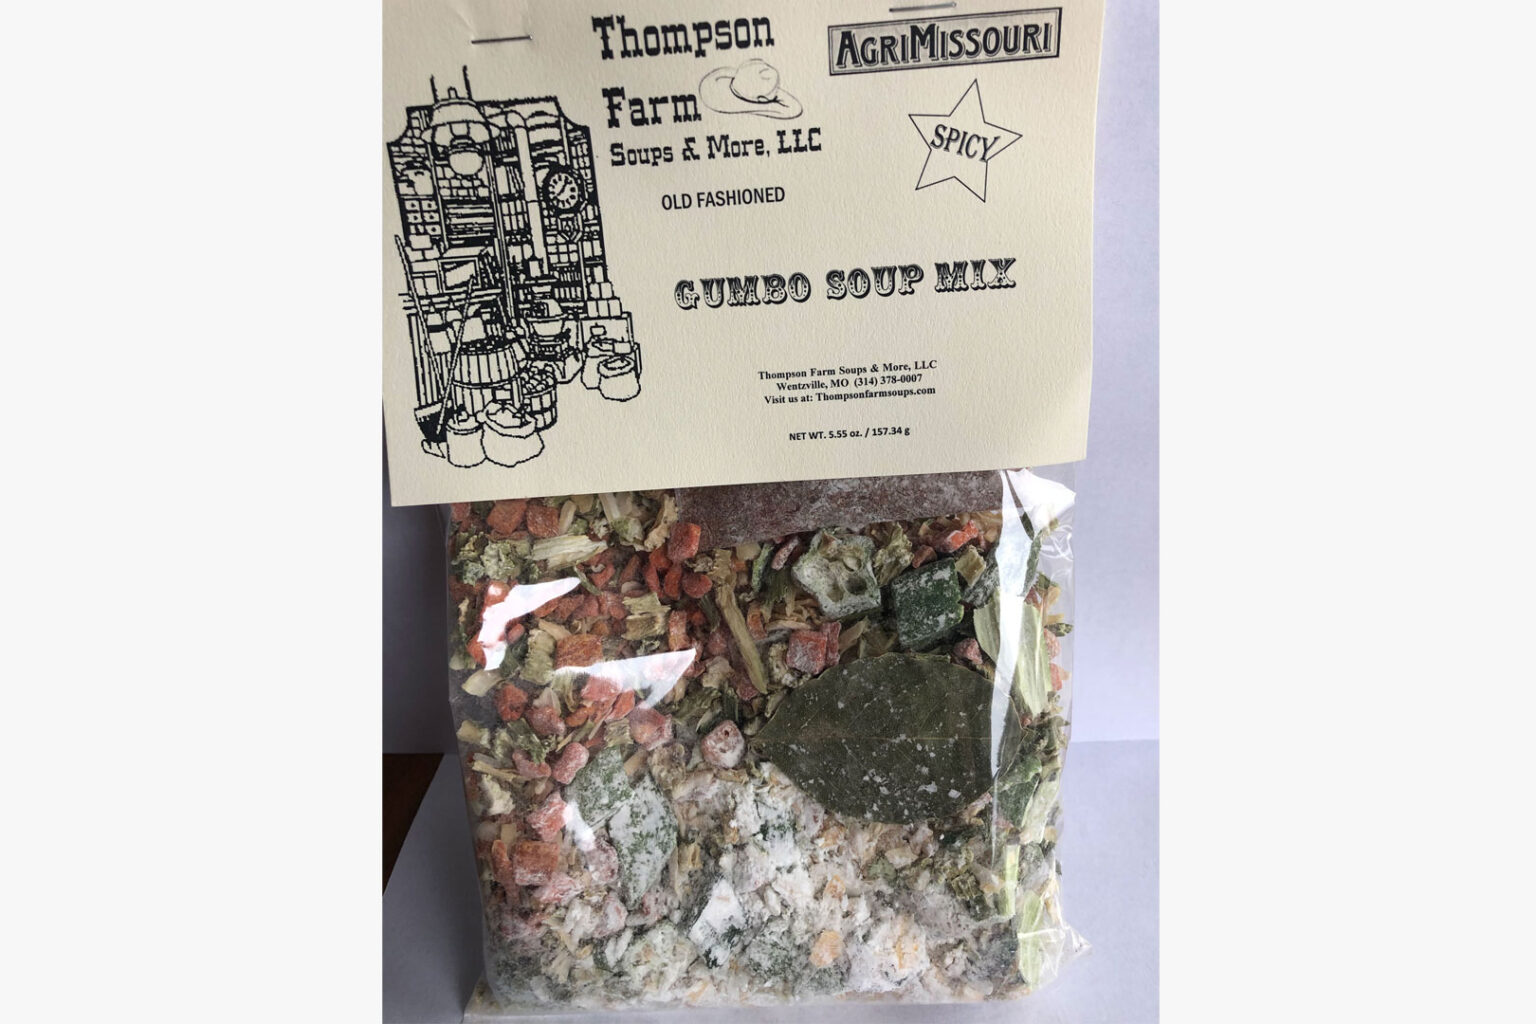 Thompson
Farm
Soups & More, LLC
OLD FASHIONED
AGRIMISSOURI
SPICY
GUMBO SOUP MIX
Thompson Farm Soups & More, LLC
Wentzville, MO (314) 378-0007
Visit us at: Thompsonfarmsoups.com
NET WT. 5.55 oz. / 157.34 g